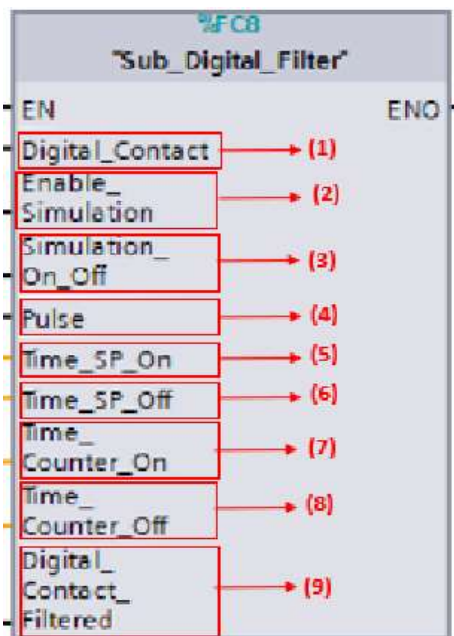 %FC8
"Sub_Digital_Filter"
EN ENO
Digital_Contact (1)
Enable_
Simulation (2)
Simulation_
On_Off (3)
Pulse (4)
Time_SP_On (5)
Time_SP_Off (6)
Time_
Counter_On (7)
Time_
Counter_Off (8)
Digital_
Contact_ (9)
Filtered